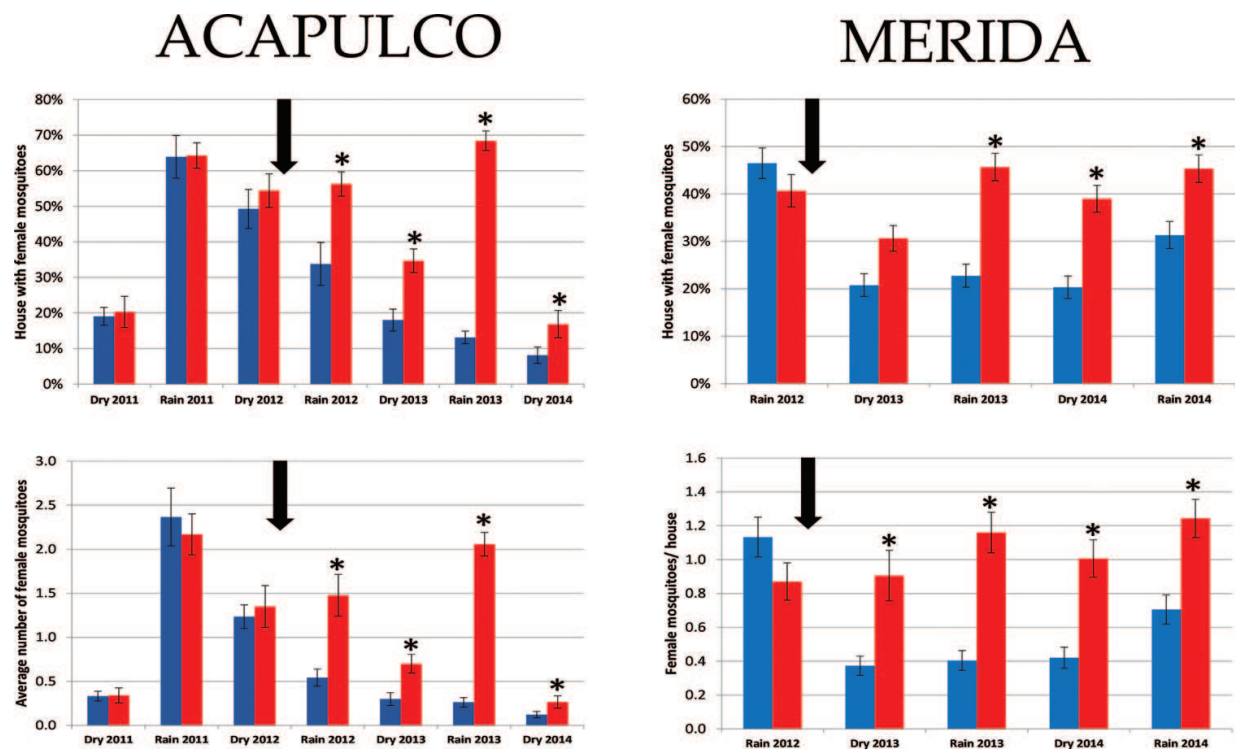 ACAPULCO
MERIDA
House with female mosquitoes
80%
70%
60%
50%
40%
30%
20%
10%
0%
* * * *
Dry 2011 Rain 2011 Dry 2012 Rain 2012 Dry 2013 Rain 2013 Dry 2014
House with female mosquitoes
60%
50%
40%
30%
20%
10%
0%
* * *
Rain 2012 Dry 2013 Rain 2013 Dry 2014 Rain 2014
Average number of female mosquitoes
3.0
2.5
2.0
1.5
1.0
0.5
0.0
* * * *
Dry 2011 Rain 2011 Dry 2012 Rain 2012 Dry 2013 Rain 2013 Dry 2014
Female mosquitoes/ house
1.6
1.4
1.2
1.0
0.8
0.6
0.4
0.2
0.0
* * * *
Rain 2012 Dry 2013 Rain 2013 Dry 2014 Rain 2014